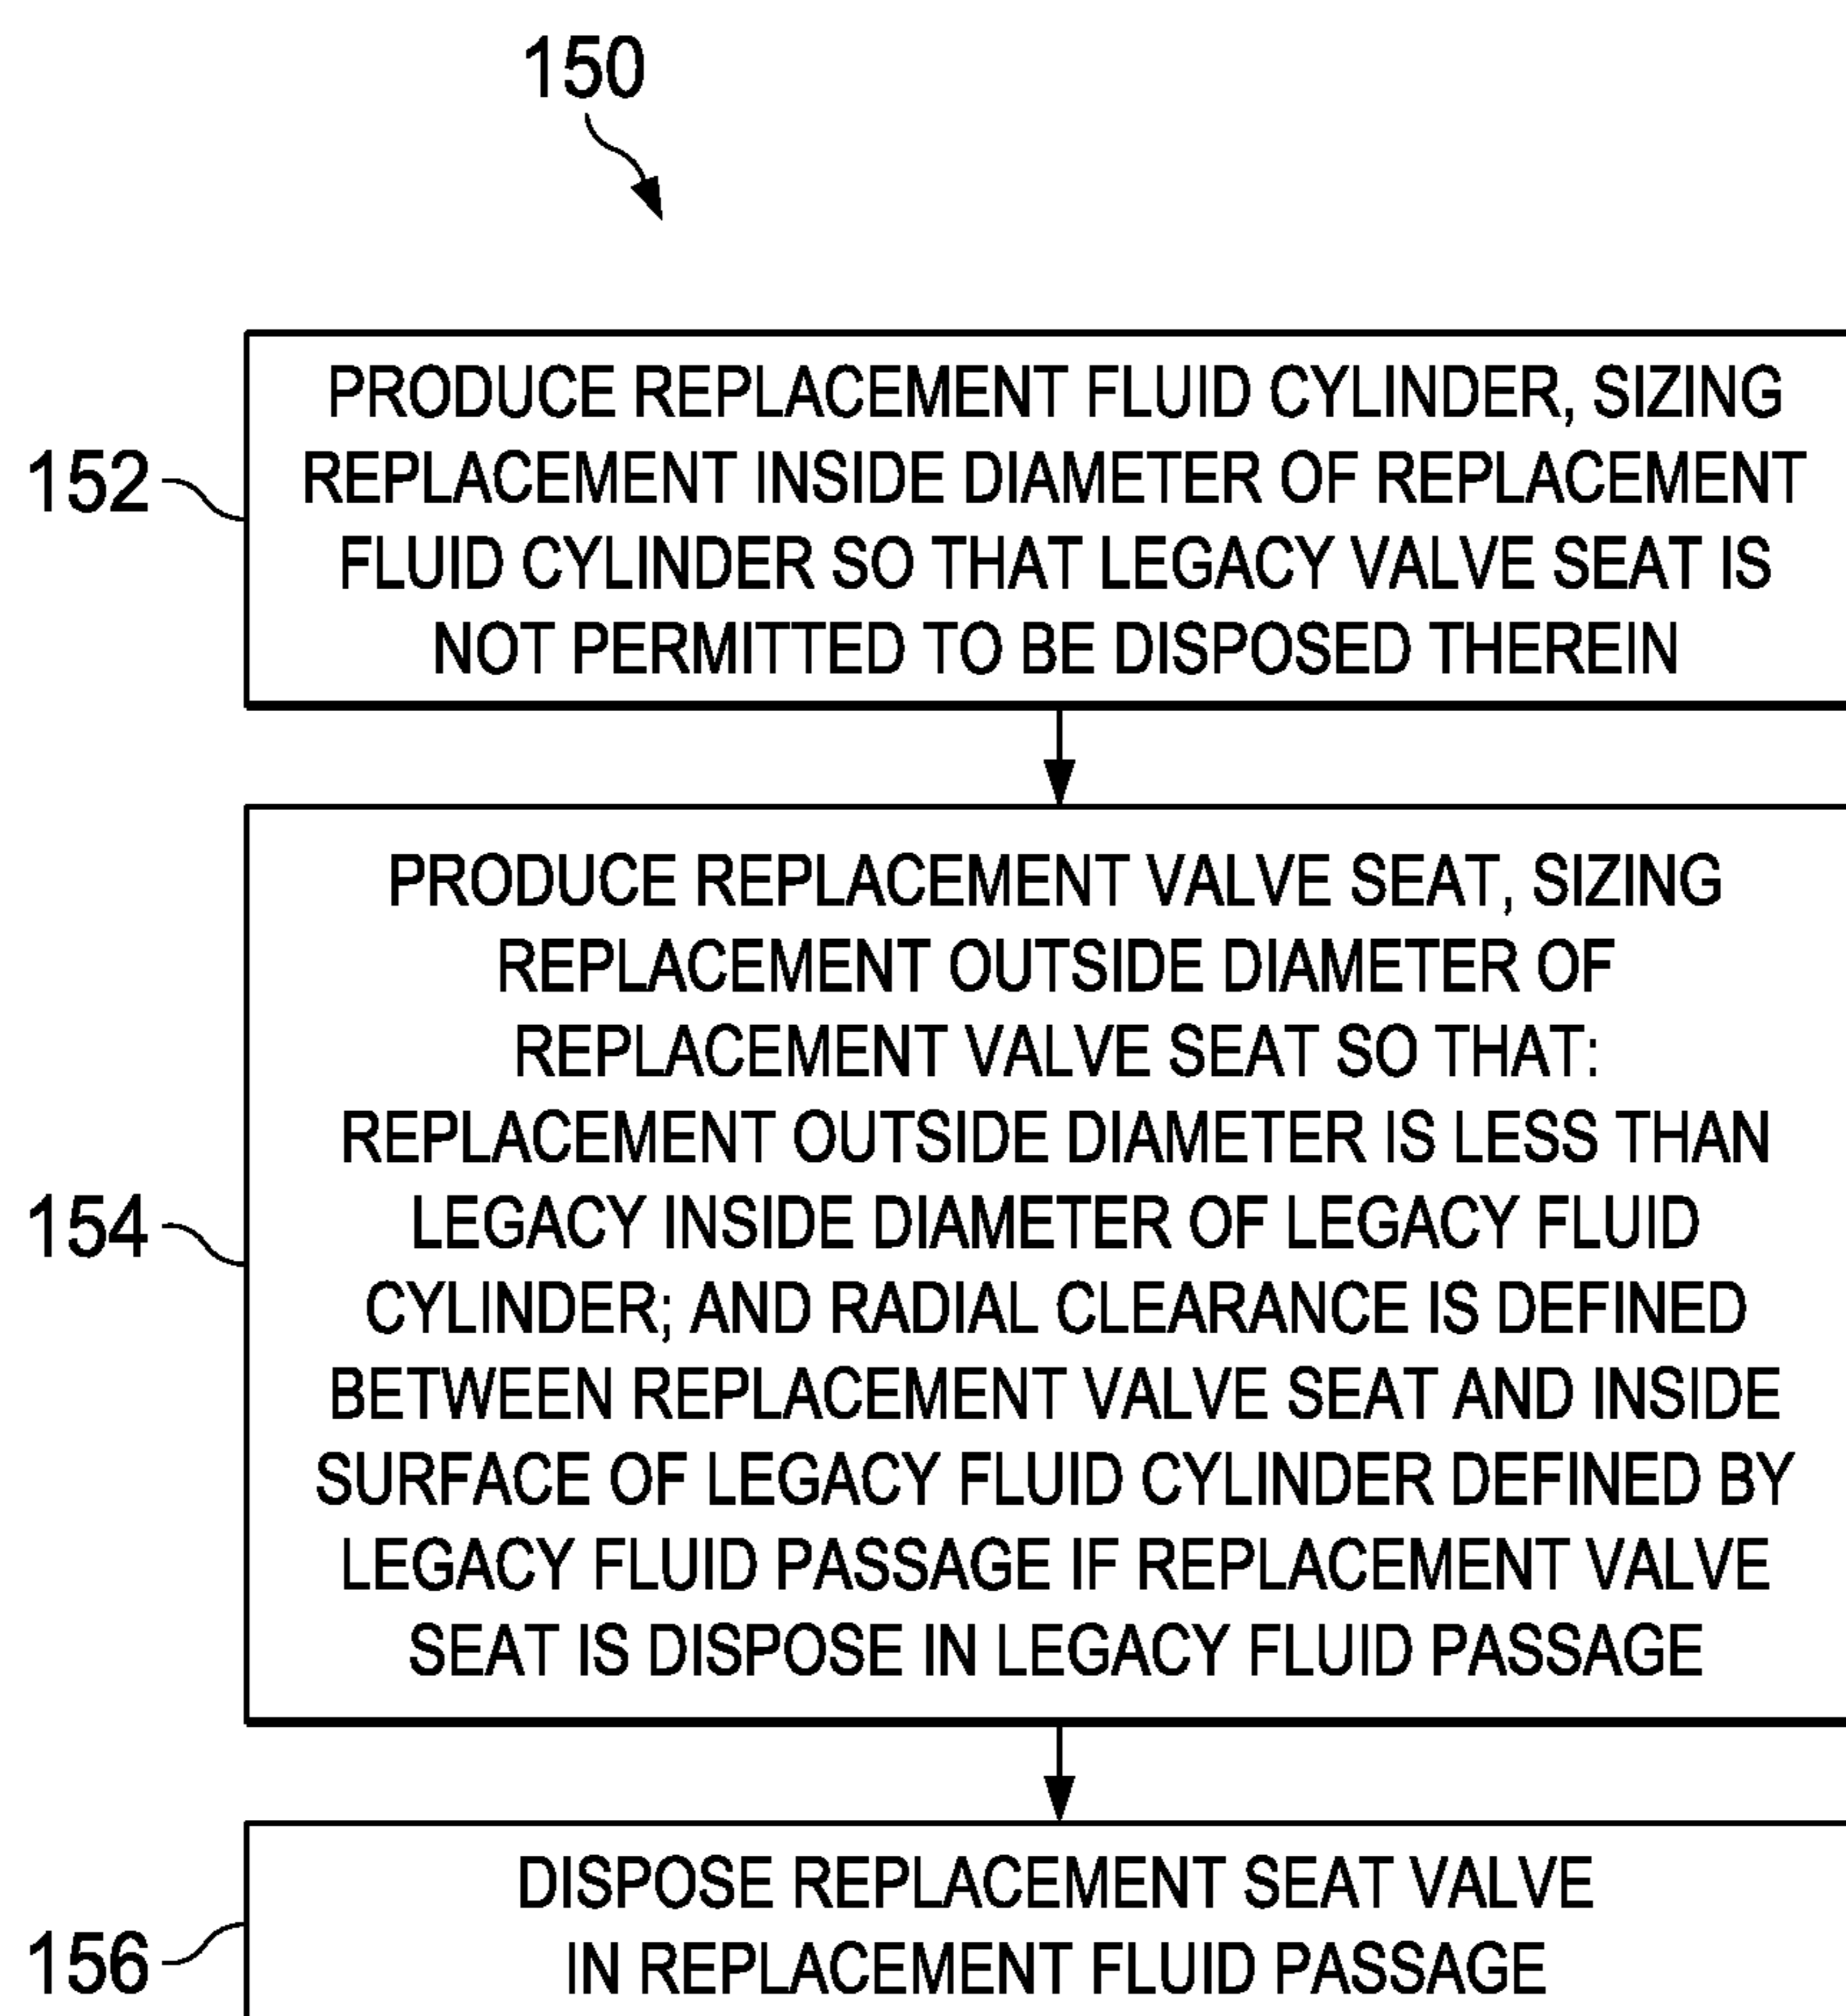 150
152
PRODUCE REPLACEMENT FLUID CYLINDER, SIZING
REPLACEMENT INSIDE DIAMETER OF REPLACEMENT
FLUID CYLINDER SO THAT LEGACY VALVE SEAT IS
NOT PERMITTED TO BE DISPOSED THEREIN
154
PRODUCE REPLACEMENT VALVE SEAT, SIZING
REPLACEMENT OUTSIDE DIAMETER OF
REPLACEMENT VALVE SEAT SO THAT:
REPLACEMENT OUTSIDE DIAMETER IS LESS THAN
LEGACY INSIDE DIAMETER OF LEGACY FLUID
CYLINDER; AND RADIAL CLEARANCE IS DEFINED
BETWEEN REPLACEMENT VALVE SEAT AND INSIDE
SURFACE OF LEGACY FLUID CYLINDER DEFINED BY
LEGACY FLUID PASSAGE IF REPLACEMENT VALVE
SEAT IS DISPOSE IN LEGACY FLUID PASSAGE
156
DISPOSE REPLACEMENT SEAT VALVE
IN REPLACEMENT FLUID PASSAGE